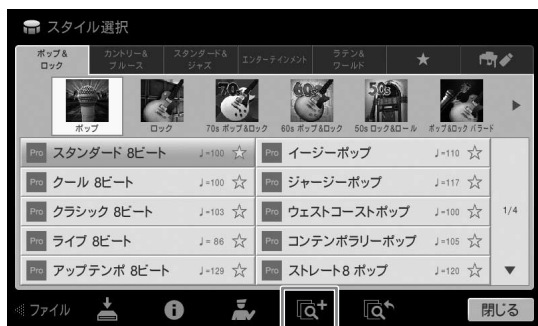 スタイル選択
ポップ&
ロック
カントリー&
ブルース
スタンダード&
ジャズ
エンターテインメント
ラテン&
ワールド
ポップ
ロック
70s ポップ&ロック
60s ポップ&ロック
50s ロック&ロール
ポップ&ロック バラード
Pro スタンダード 8ビート ♩=100
Pro イージーポップ ♩=110
Pro クール 8ビート ♩=100
Pro ジャージーポップ ♩=117
Pro クラシック 8ビート ♩=103
Pro ウェストコーストポップ ♩=100
1/4
Pro ライブ 8ビート ♩= 86
Pro コンテンポラリーポップ ♩=105
Pro アップテンポ 8ビート ♩=129
Pro ストレート8 ポップ ♩=120
ファイル
閉じる